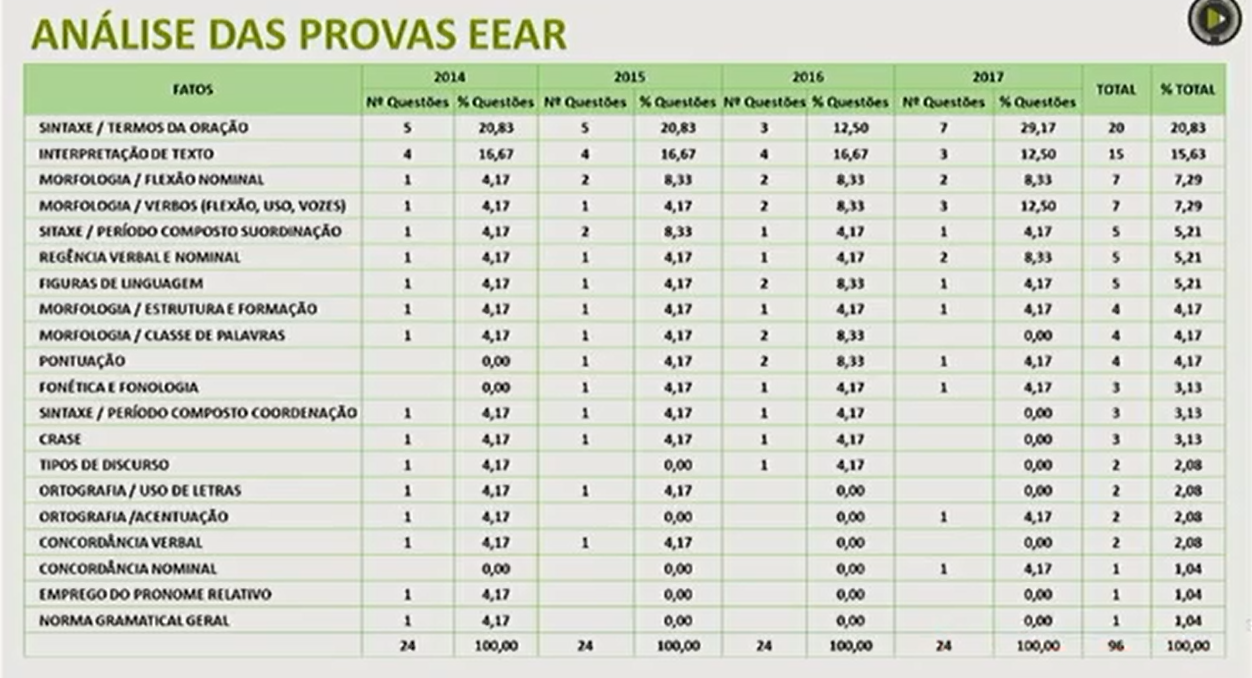 ANÁLISE DAS PROVAS EEAR
FATOS 2014 2015 2016 2017 TOTAL % TOTAL
Nº Questões % Questões Nº Questões % Questões Nº Questões % Questões Nº Questões % Questões
SINTAXE / TERMOS DA ORAÇÃO 5 20,83 5 20,83 3 12,50 7 29,17 20 20,83
INTERPRETAÇÃO DE TEXTO 4 16,67 4 16,67 4 16,67 3 12,50 15 15,63
MORFOLOGIA / FLEXÃO NOMINAL 1 4,17 2 8,33 2 8,33 2 8,33 7 7,29
MORFOLOGIA / VERBOS (FLEXÃO, USO, VOZES) 1 4,17 1 4,17 2 8,33 3 12,50 7 7,29
SITAXE / PERÍODO COMPOSTO SUORDINAÇÃO 1 4,17 2 8,33 1 4,17 1 4,17 5 5,21
REGÊNCIA VERBAL E NOMINAL 1 4,17 1 4,17 1 4,17 2 8,33 5 5,21
FIGURAS DE LINGUAGEM 1 4,17 1 4,17 2 8,33 1 4,17 5 5,21
MORFOLOGIA / ESTRUTURA E FORMAÇÃO 1 4,17 1 4,17 1 4,17 1 4,17 4 4,17
MORFOLOGIA / CLASSE DE PALAVRAS 1 4,17 1 4,17 2 8,33 0,00 4 4,17
PONTUAÇÃO 0,00 1 4,17 2 8,33 1 4,17 4 4,17
FONÉTICA E FONOLOGIA 0,00 1 4,17 1 4,17 1 4,17 3 3,13
SINTAXE / PERÍODO COMPOSTO COORDENAÇÃO 1 4,17 1 4,17 1 4,17 0,00 3 3,13
CRASE 1 4,17 1 4,17 1 4,17 0,00 3 3,13
TIPOS DE DISCURSO 1 4,17 0,00 1 4,17 0,00 2 2,08
ORTOGRAFIA / USO DE LETRAS 1 4,17 1 4,17 0,00 0,00 2 2,08
ORTOGRAFIA /ACENTUAÇÃO 1 4,17 0,00 0,00 1 4,17 2 2,08
CONCORDÂNCIA VERBAL 1 4,17 1 4,17 0,00 0,00 2 2,08
CONCORDÂNCIA NOMINAL 0,00 0,00 0,00 1 4,17 1 1,04
EMPREGO DO PRONOME RELATIVO 1 4,17 0,00 0,00 0,00 1 1,04
NORMA GRAMATICAL GERAL 1 4,17 0,00 0,00 0,00 1 1,04
24 100,00 24 100,00 24 100,00 24 100,00 96 100,00